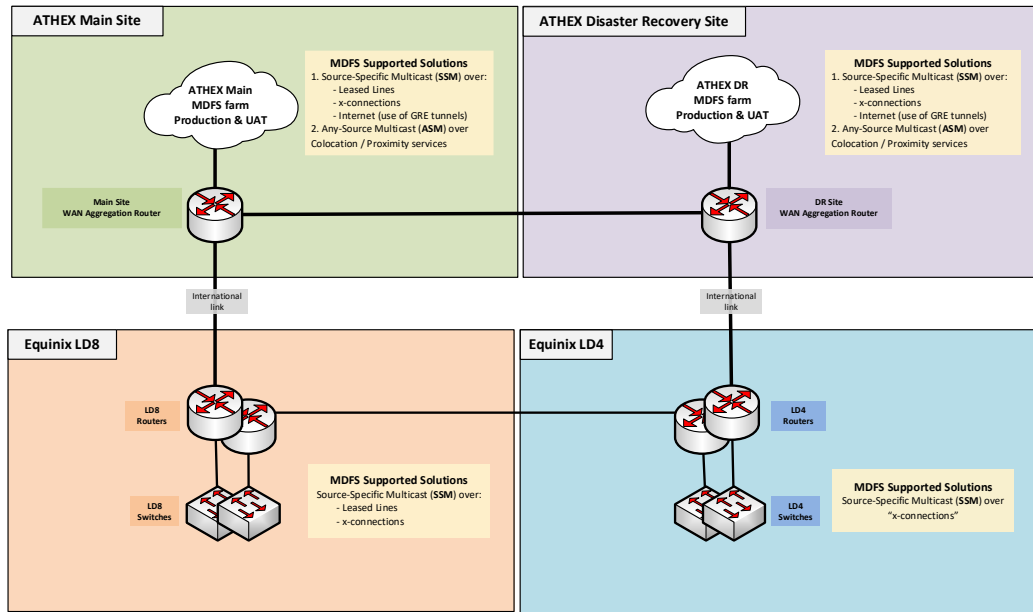 ATHEX Main Site
ATHEX Main
MDFS farm
Production & UAT
MDFS Supported Solutions
1. Source-Specific Multicast (SSM) over:
- Leased Lines
- x-connections
- Internet (use of GRE tunnels)
2. Any-Source Multicast (ASM) over
Colocation / Proximity services
Main Site
WAN Aggregation Router
ATHEX Disaster Recovery Site
ATHEX DR
MDFS farm
Production & UAT
MDFS Supported Solutions
1. Source-Specific Multicast (SSM) over:
- Leased Lines
- x-connections
- Internet (use of GRE tunnels)
2. Any-Source Multicast (ASM) over
Colocation / Proximity services
DR Site
WAN Aggregation Router
International
link
International
link
Equinix LD8
LD8
Routers
LD8
Switches
MDFS Supported Solutions
Source-Specific Multicast (SSM) over:
- Leased Lines
- x-connections
Equinix LD4
LD4
Routers
LD4
Switches
MDFS Supported Solutions
Source-Specific Multicast (SSM) over
“x-connections”